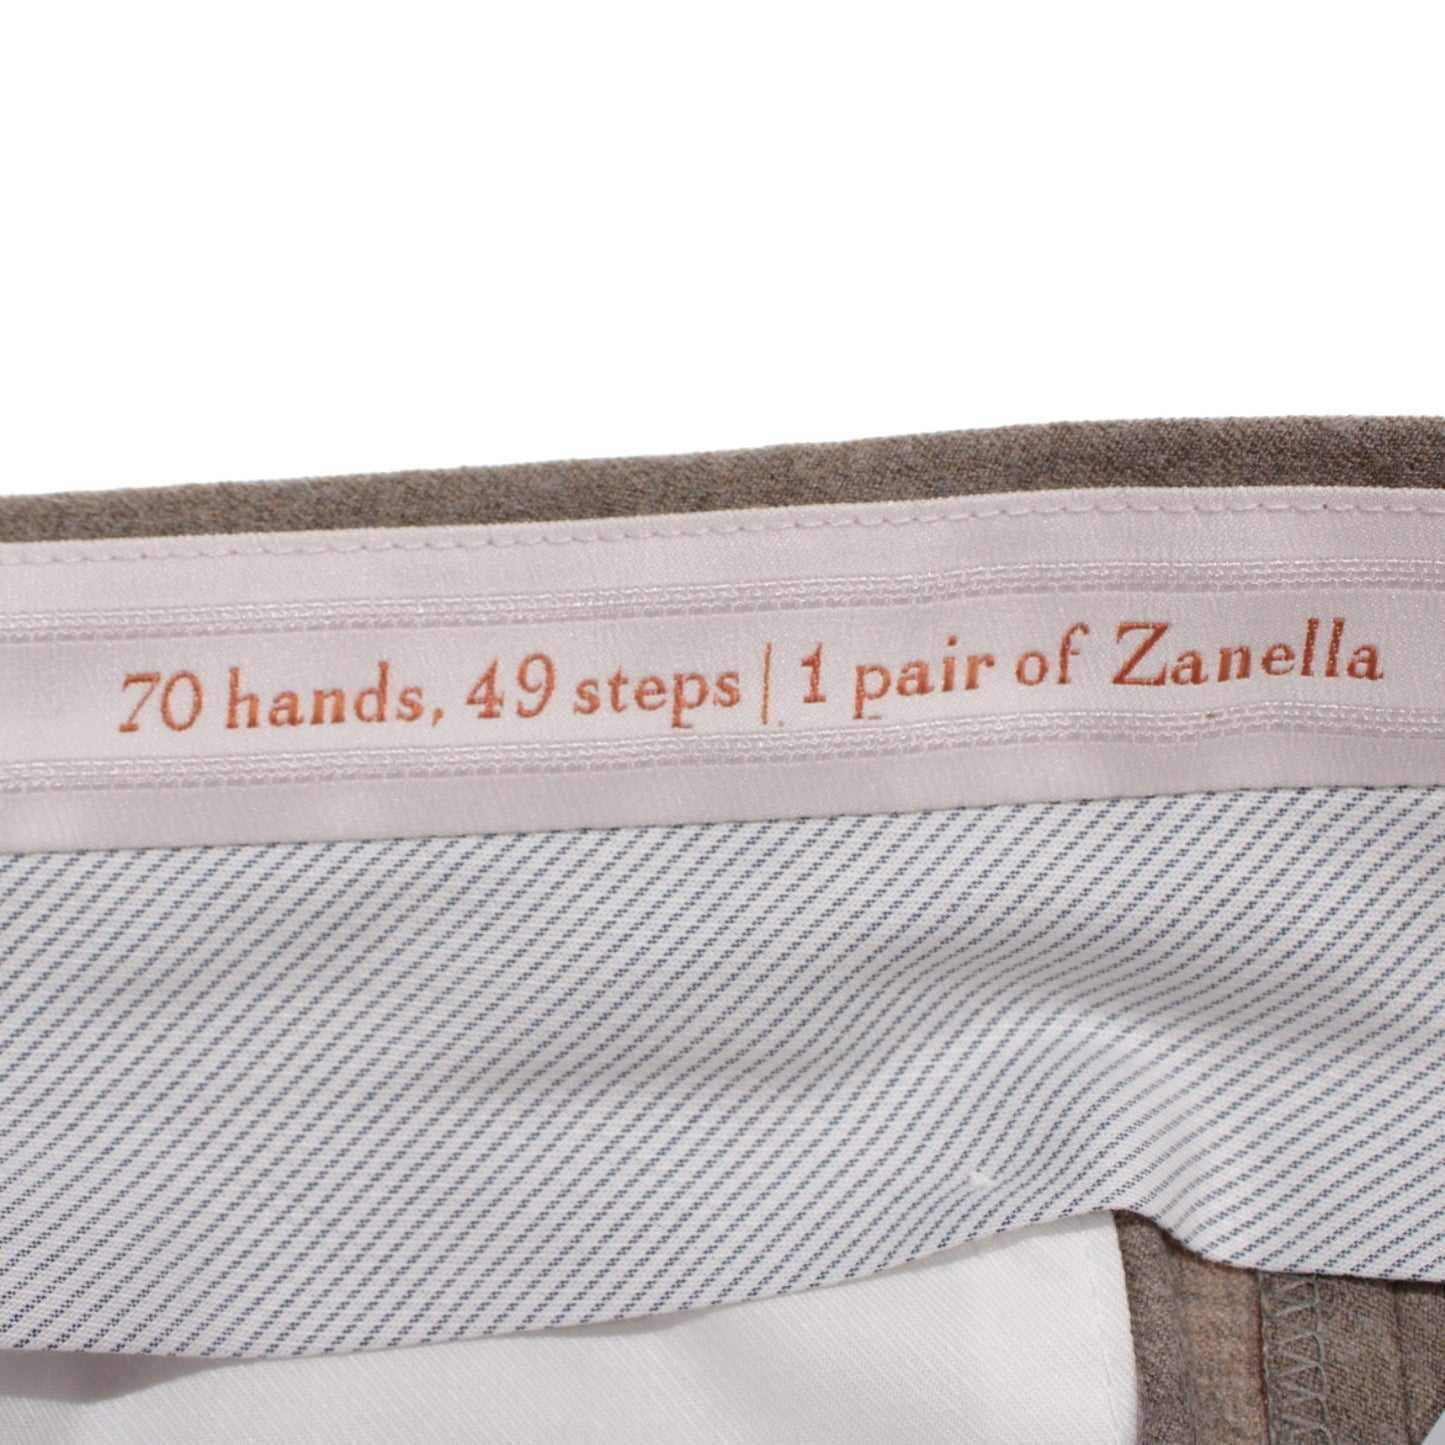 70 hands, 49 steps | 1 pair of Zanella